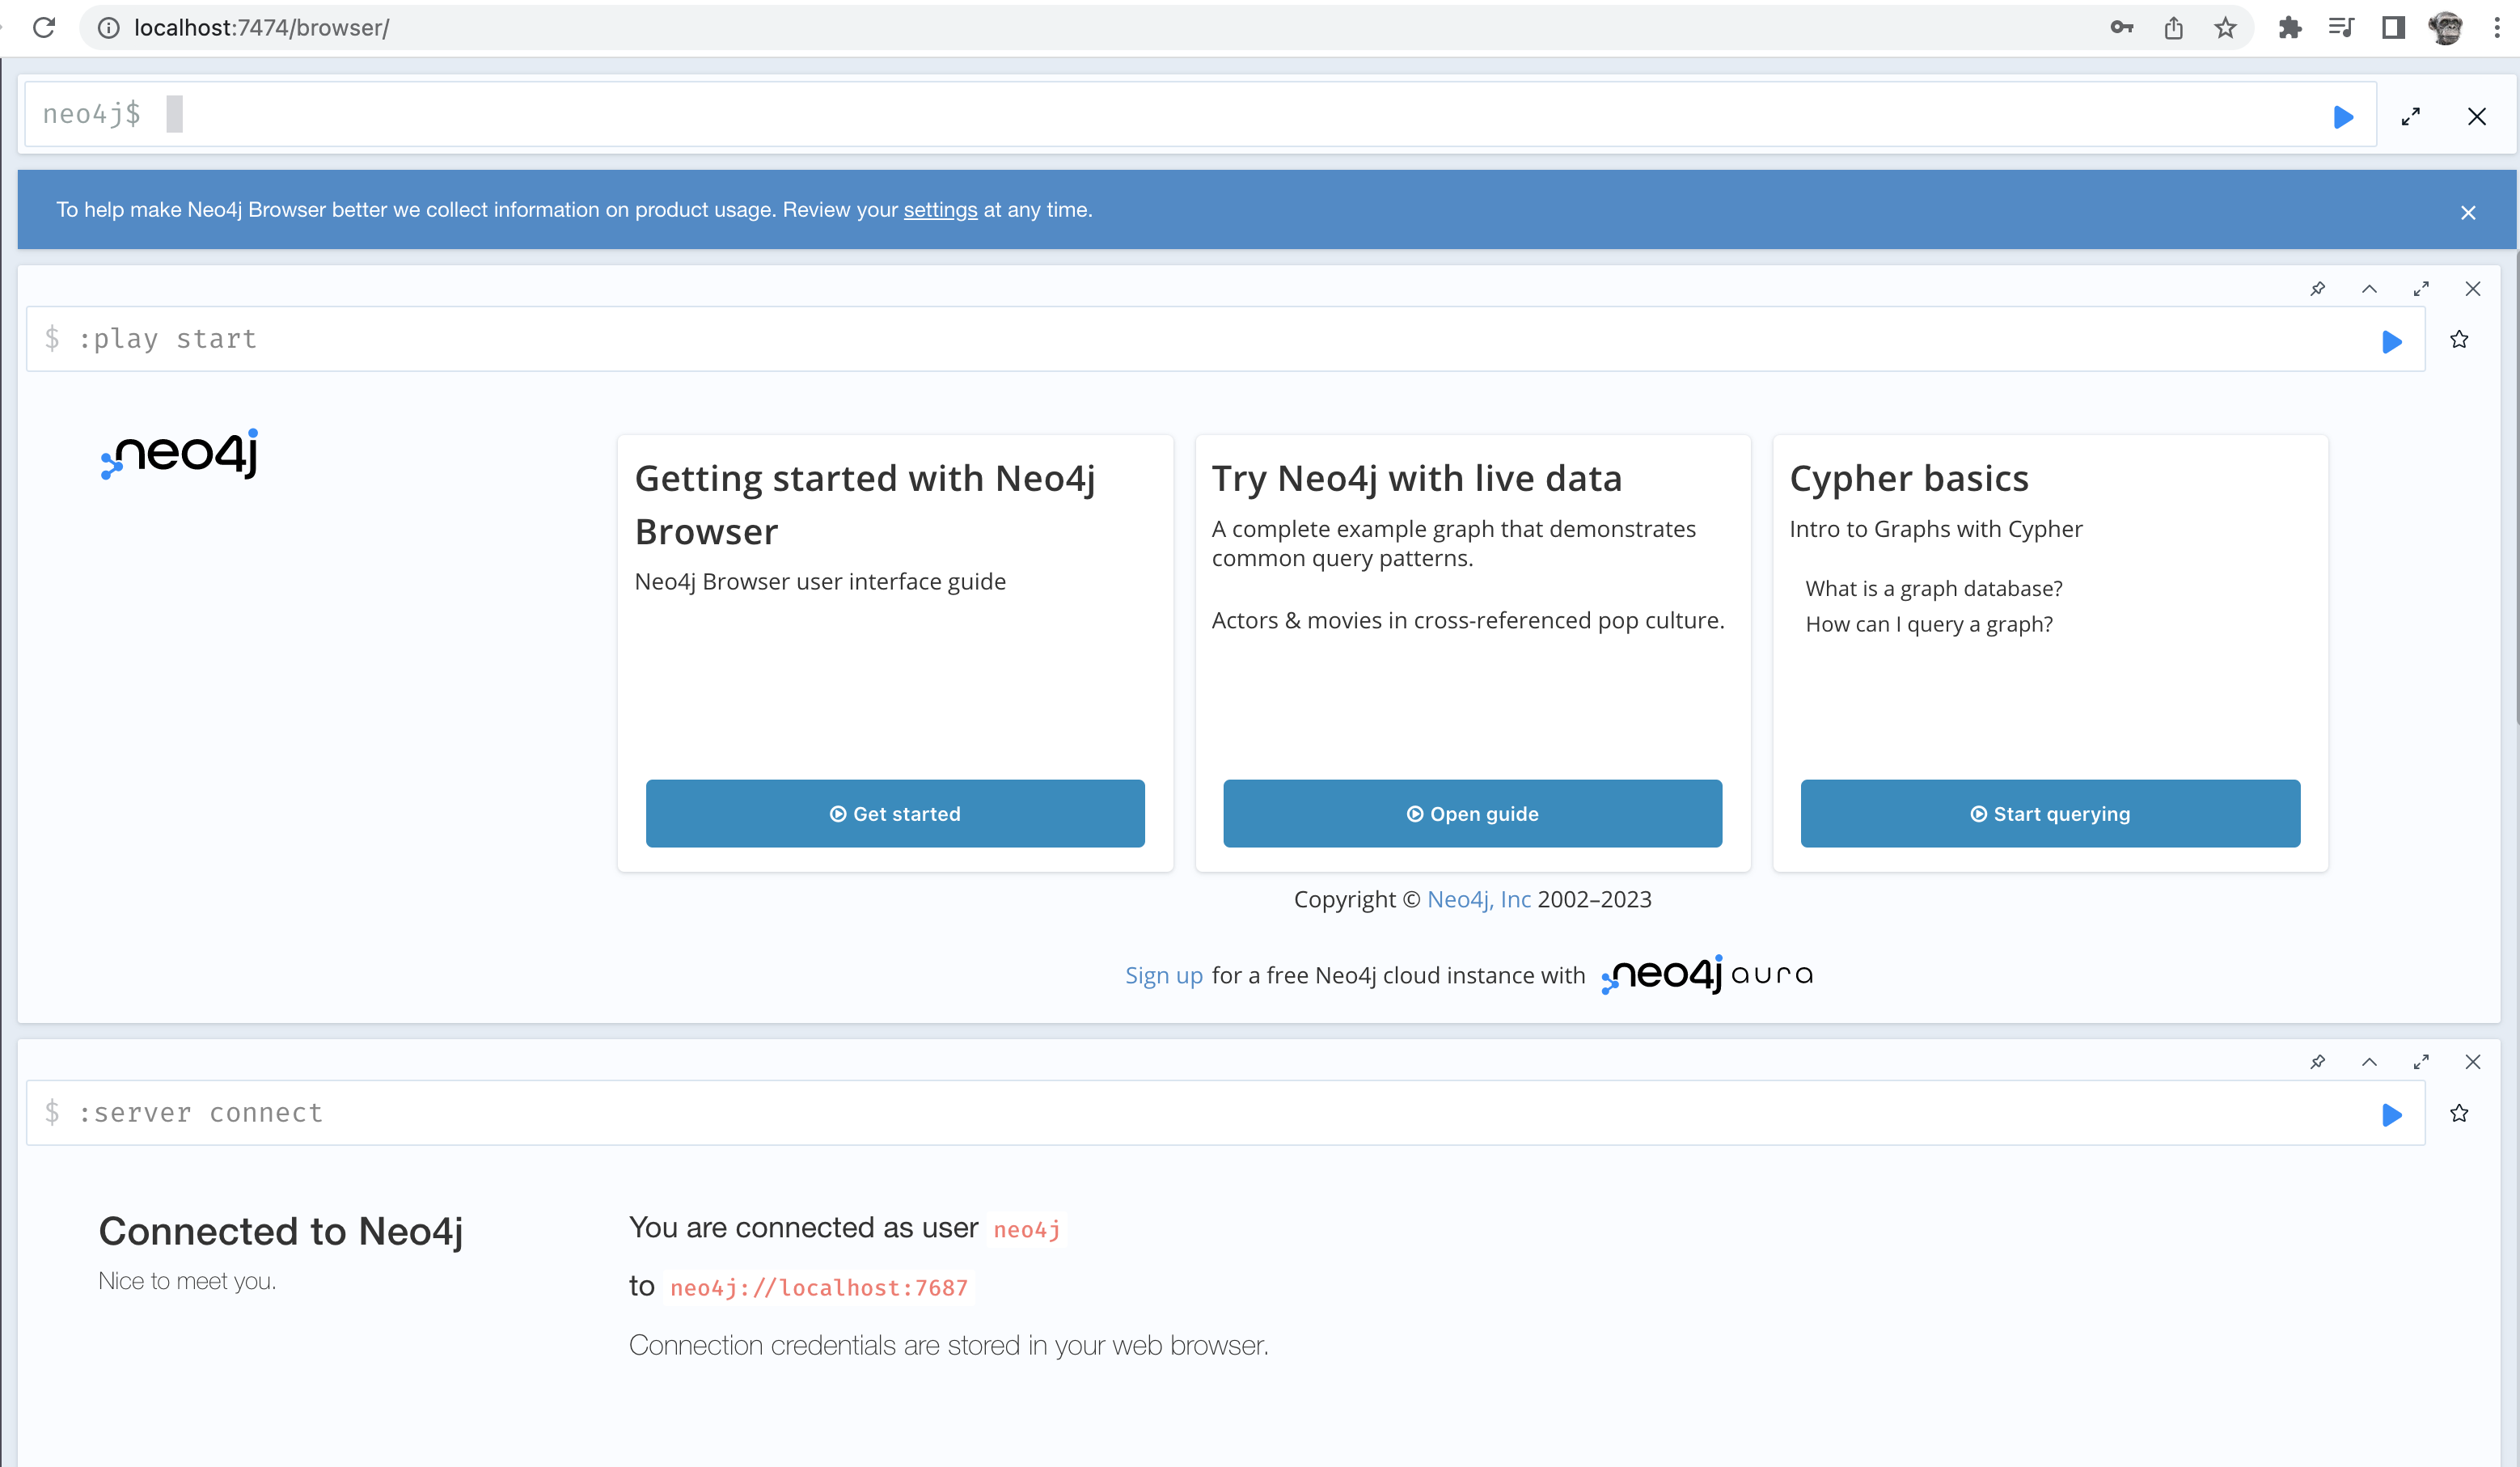 localhost:7474/browser/
neo4j$
To help make Neo4j Browser better we collect information on product usage. Review your settings at any time.
$ :play start
neo4j
Getting started with Neo4j
Browser
Neo4j Browser user interface guide
Get started
Try Neo4j with live data
A complete example graph that demonstrates
common query patterns.
Actors & movies in cross-referenced pop culture.
Open guide
Cypher basics
Intro to Graphs with Cypher
What is a graph database?
How can I query a graph?
Start querying
Copyright © Neo4j, Inc 2002–2023
Sign up for a free Neo4j cloud instance with neo4j aura
$ :server connect
Connected to Neo4j
Nice to meet you.
You are connected as user neo4j
to neo4j://localhost:7687
Connection credentials are stored in your web browser.